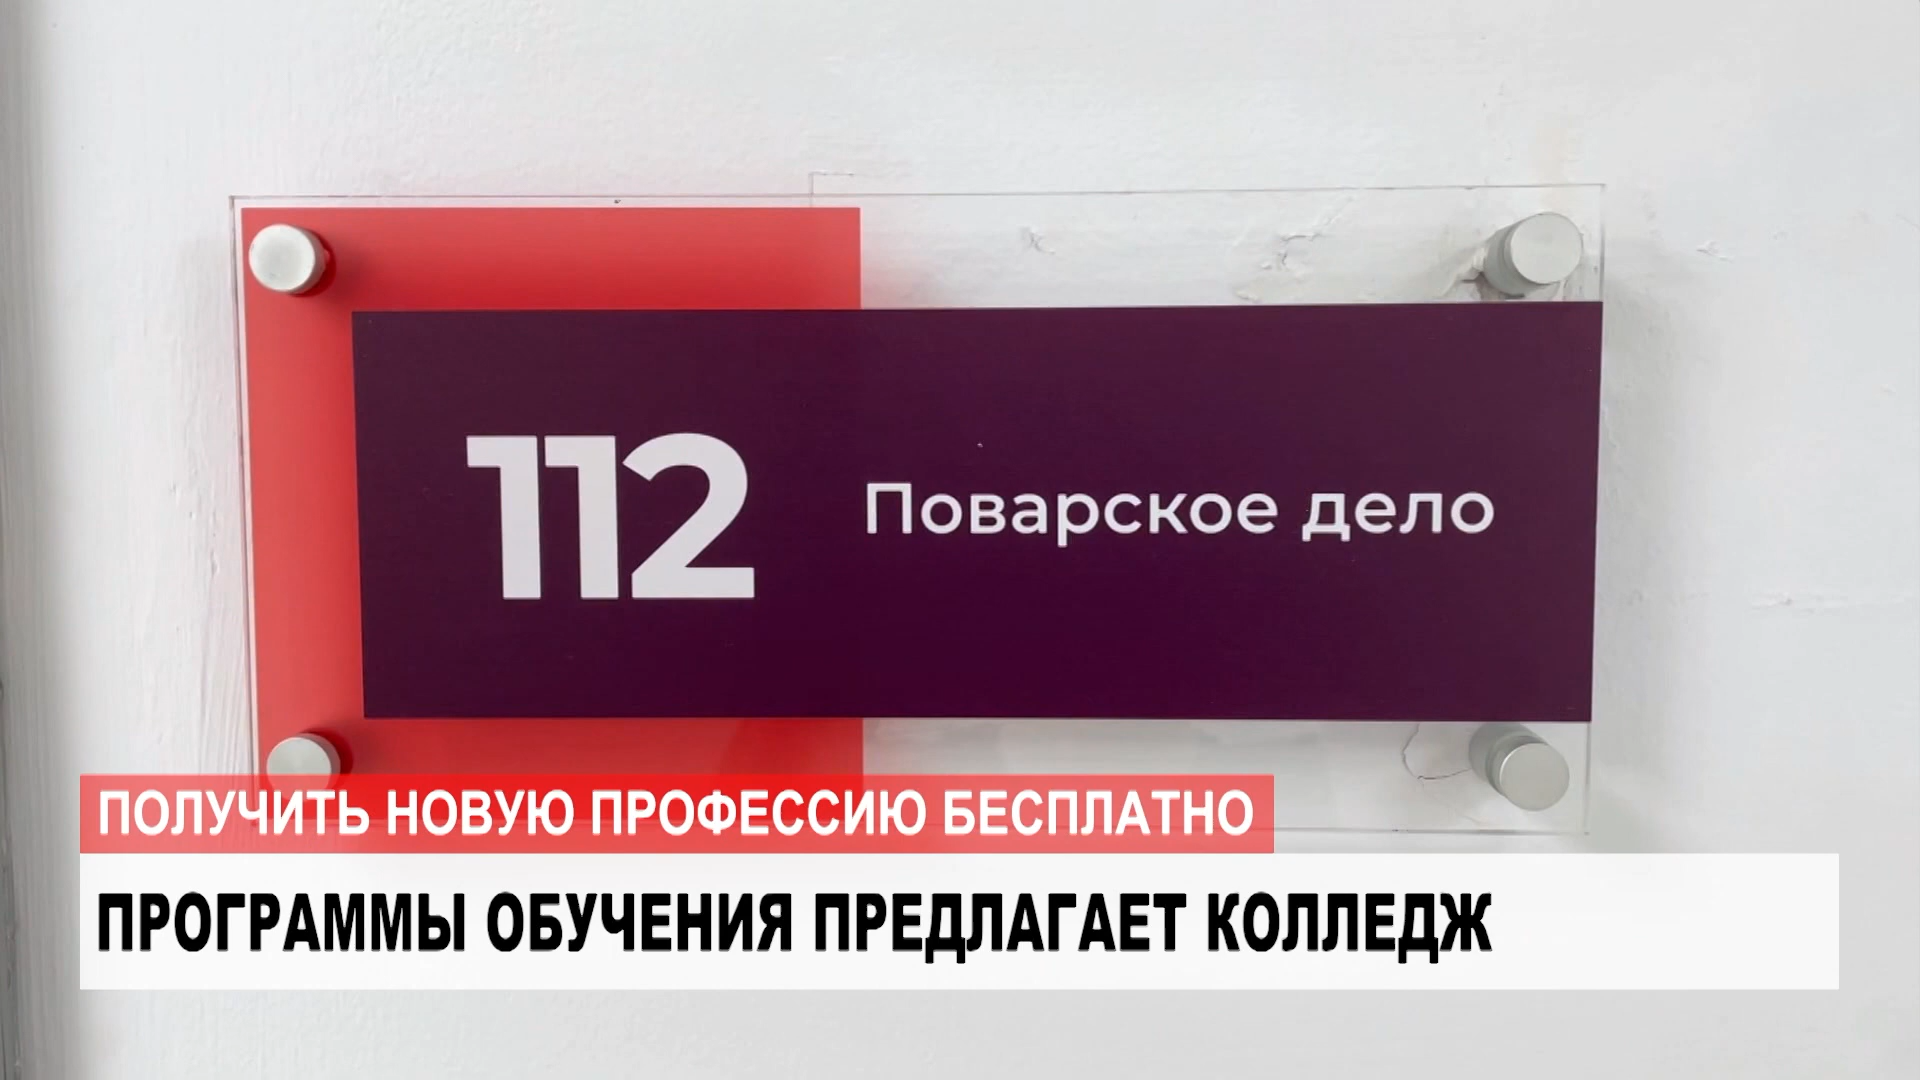 112 Поварское дело
ПОЛУЧИТЬ НОВУЮ ПРОФЕССИЮ БЕСПЛАТНО
ПРОГРАММЫ ОБУЧЕНИЯ ПРЕДЛАГАЕТ КОЛЛЕДЖ